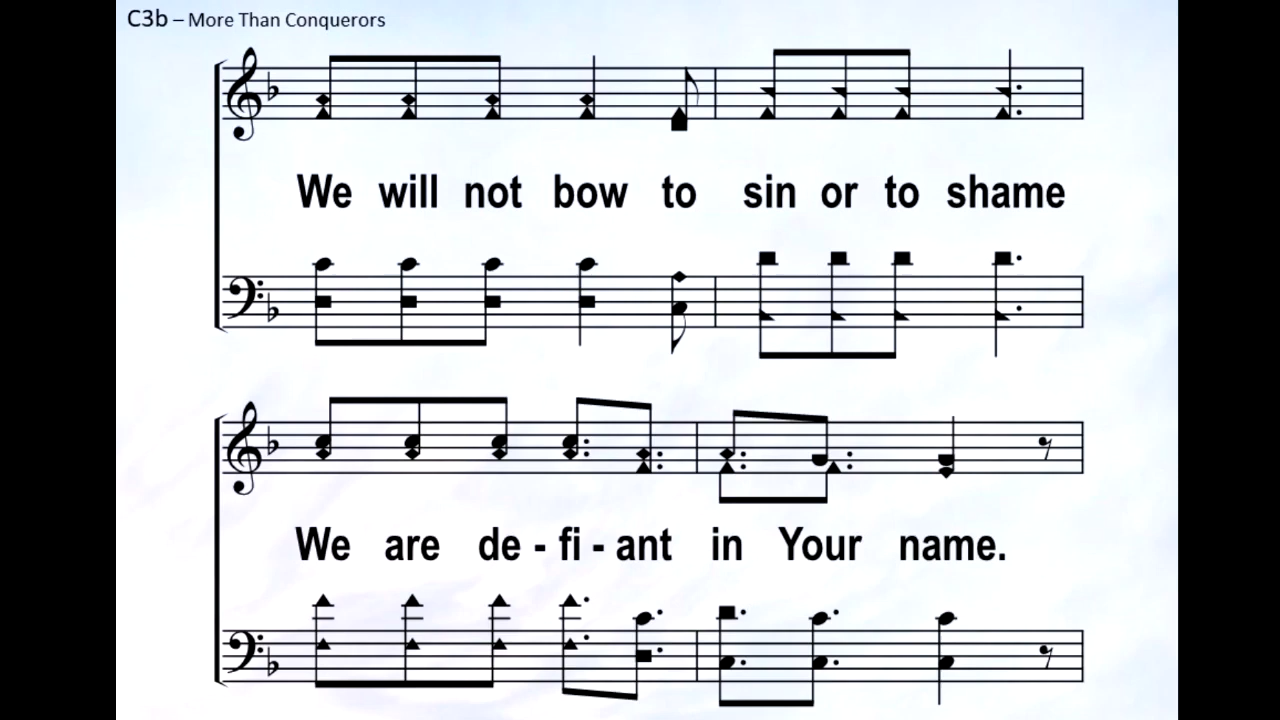 C3b – More Than Conquerors
We will not bow to sin or to shame
We are de - fi - ant in Your name.